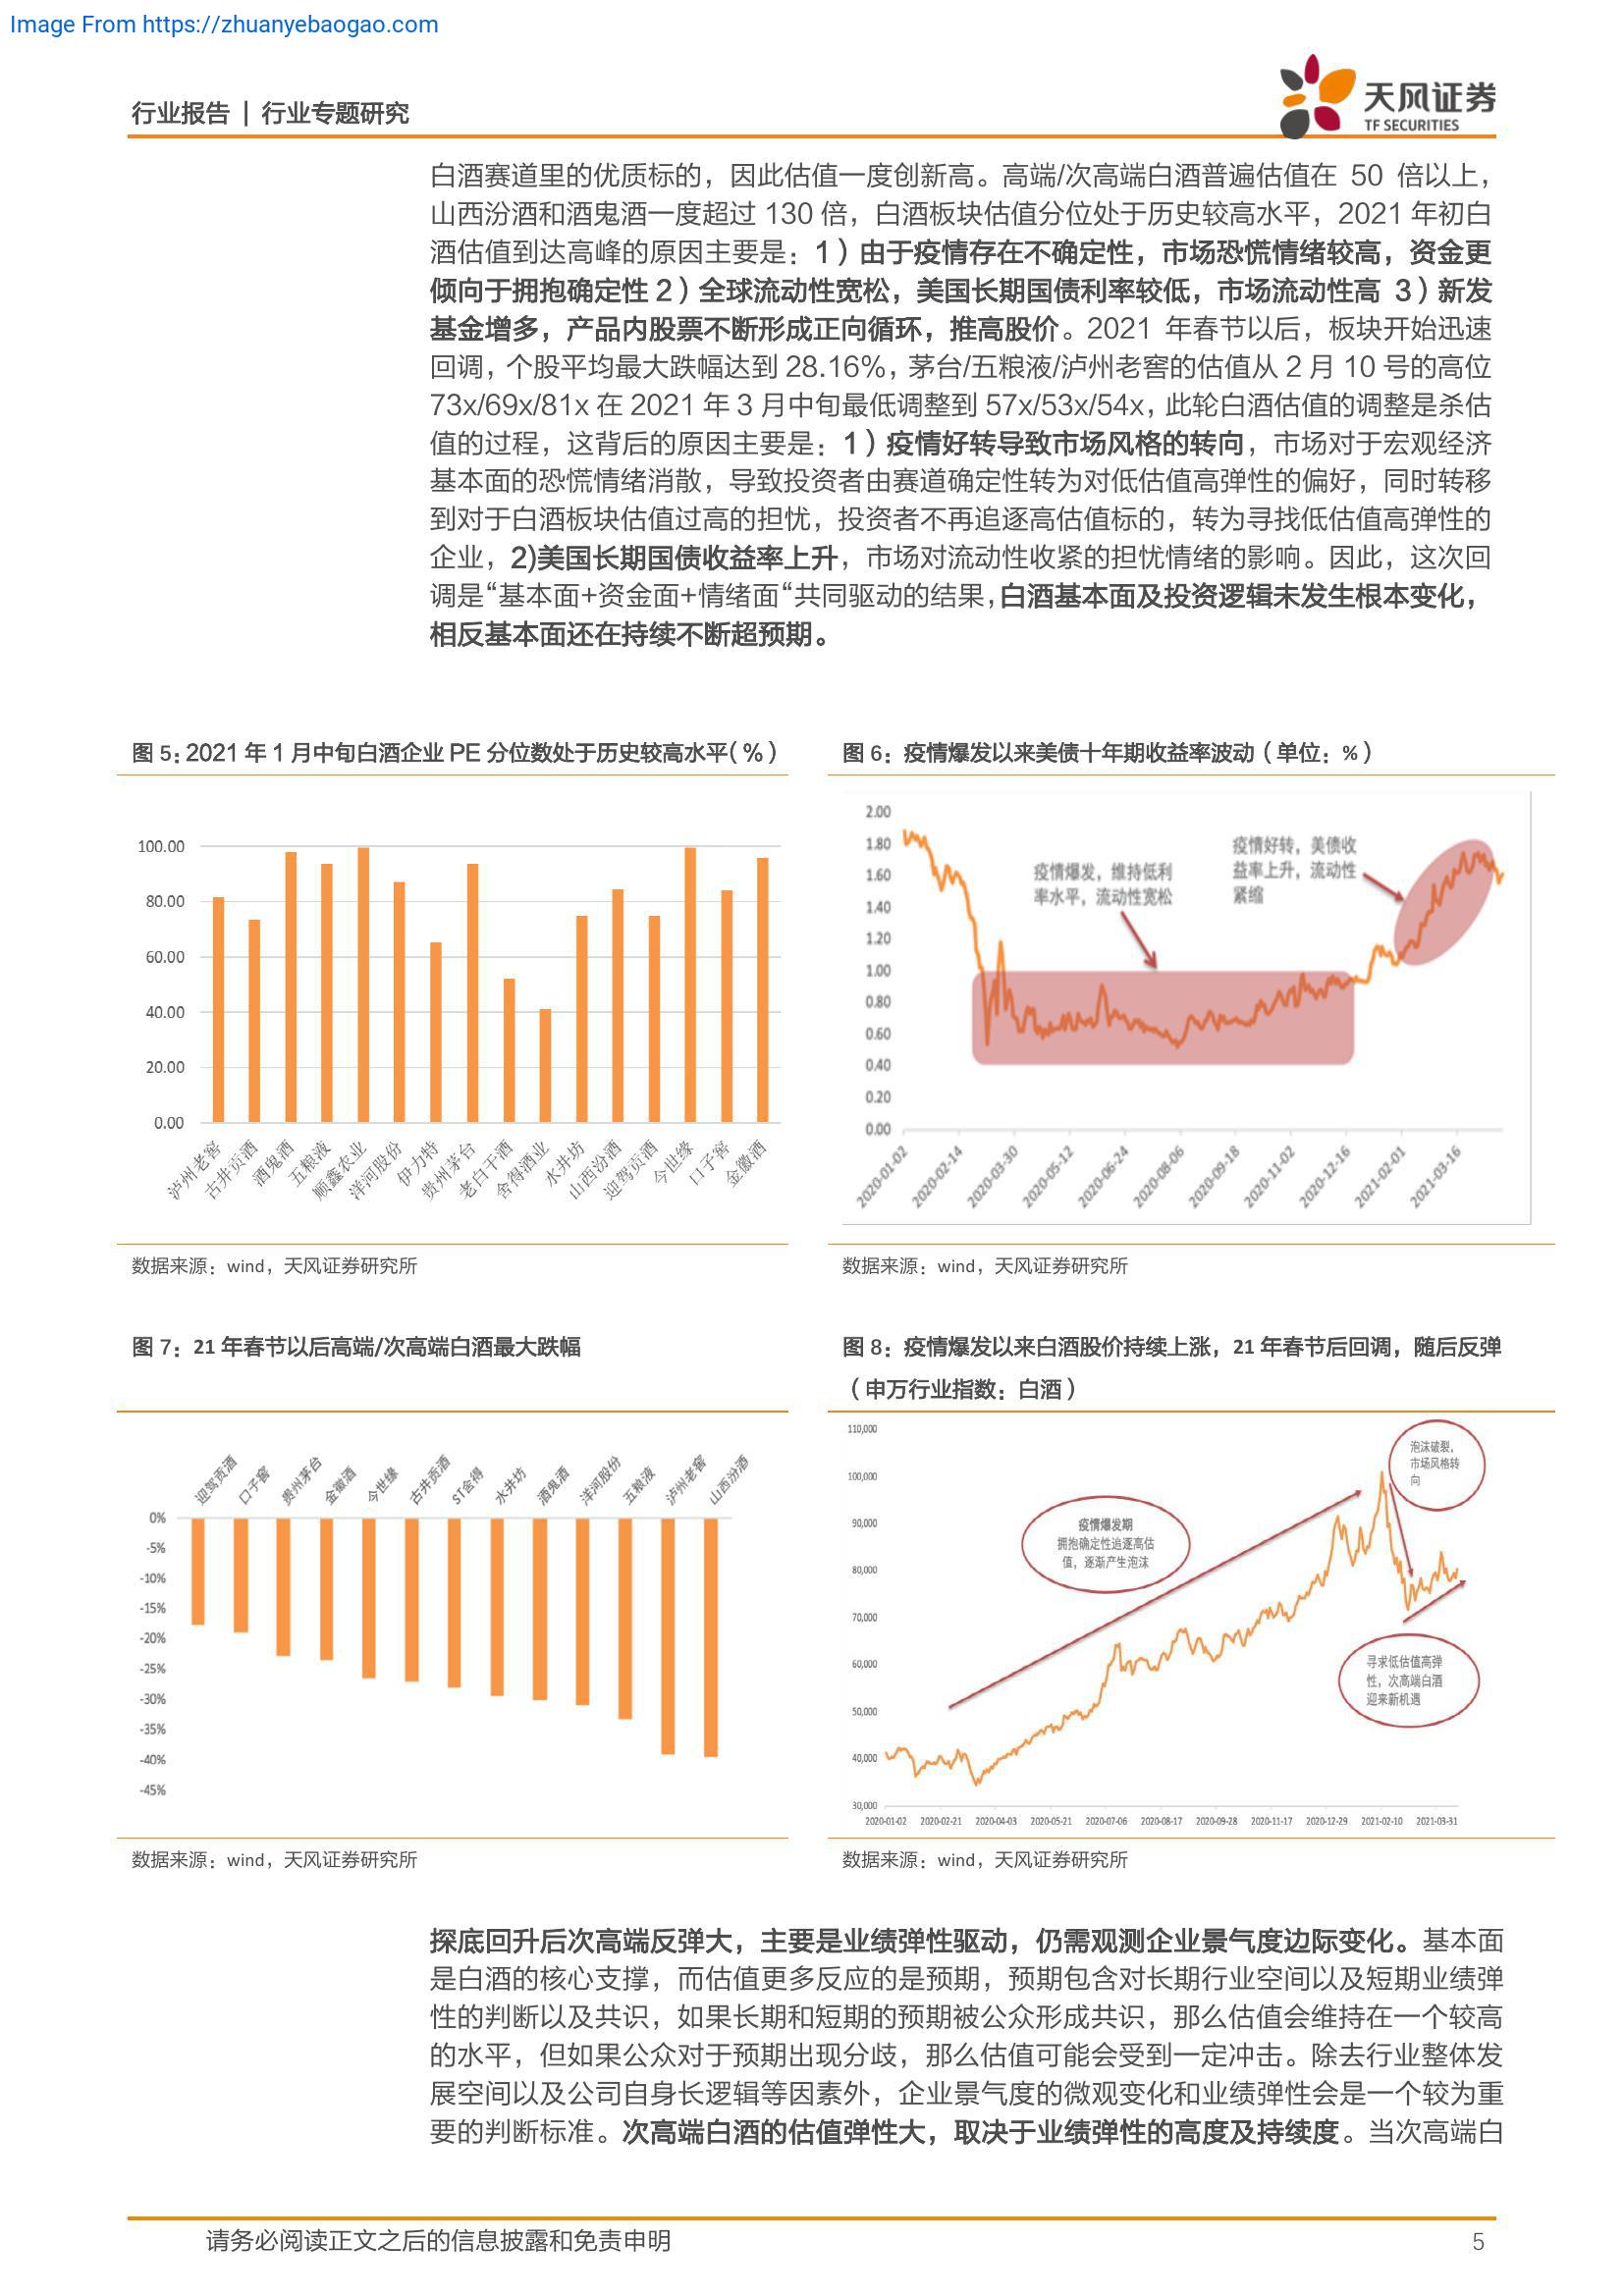 Image From https://zhuanyebaogao.com
行业报告 | 行业专题研究
天风证券
TF SECURITIES
白酒赛道里的优质标的，因此估值一度创新高。高端/次高端白酒普遍估值在 50 倍以上，
山西汾酒和酒鬼酒一度超过 130 倍，白酒板块估值分位处于历史较高水平，2021 年初白
酒估值到达高峰的原因主要是：1）由于疫情存在不确定性，市场恐慌情绪较高，资金更
倾向于拥抱确定性 2）全球流动性宽松，美国长期国债利率较低，市场流动性高 3）新发
基金增多，产品内股票不断形成正向循环，推高股价。2021 年春节以后，板块开始迅速
回调，个股平均最大跌幅达到 28.16%，茅台/五粮液/泸州老窖的估值从 2 月 10 号的高位
73x/69x/81x 在 2021 年 3 月中旬最低调整到 57x/53x/54x，此轮白酒估值的调整是杀估
值的过程，这背后的原因主要是：1）疫情好转导致市场风格的转向，市场对于宏观经济
基本面的恐慌情绪消散，导致投资者由赛道确定性转为对低估值高弹性的偏好，同时转移
到对于白酒板块估值过高的担忧，投资者不再追逐高估值标的，转为寻找低估值高弹性的
企业，2)美国长期国债收益率上升，市场对流动性收紧的担忧情绪的影响。因此，这次回
调是“基本面+资金面+情绪面“共同驱动的结果，白酒基本面及投资逻辑未发生根本变化，
相反基本面还在持续不断超预期。
图 5：2021 年 1 月中旬白酒企业 PE 分位数处于历史较高水平（%）
100.00
80.00
60.00
40.00
20.00
0.00
泸州老窖
古井贡酒
酒鬼酒
五粮液
顺鑫农业
洋河股份
伊力特
贵州茅台
老白干酒
舍得酒业
水井坊
山西汾酒
迎驾贡酒
今世缘
口子窖
金徽酒
数据来源：wind，天风证券研究所
图 6：疫情爆发以来美债十年期收益率波动（单位：%）
2.00
1.80
1.60
1.40
1.20
1.00
0.80
0.60
0.40
0.20
0.00
疫情爆发，维持低利
率水平，流动性宽松
疫情好转，美债收
益率上升，流动性
紧缩
2020-01-02
2020-02-14
2020-03-30
2020-05-12
2020-06-24
2020-08-06
2020-09-18
2020-11-02
2020-12-16
2021-02-01
2021-03-16
数据来源：wind，天风证券研究所
图 7：21 年春节以后高端/次高端白酒最大跌幅
迎驾贡酒
口子窖
贵州茅台
金徽酒
今世缘
古井贡酒
ST舍得
水井坊
酒鬼酒
洋河股份
五粮液
泸州老窖
山西汾酒
0%
-5%
-10%
-15%
-20%
-25%
-30%
-35%
-40%
-45%
数据来源：wind，天风证券研究所
图 8：疫情爆发以来白酒股价持续上涨，21 年春节后回调，随后反弹
（申万行业指数：白酒）
110,000
100,000
90,000
80,000
70,000
60,000
50,000
40,000
30,000
疫情爆发期
拥抱确定性追逐高估
值，逐渐产生泡沫
泡沫破裂，
市场风格转
向
寻求低估值高弹
性，次高端白酒
迎来新机遇
2020-01-02
2020-02-21
2020-04-03
2020-05-21
2020-07-06
2020-08-17
2020-09-28
2020-11-17
2020-12-29
2021-02-10
2021-03-31
数据来源：wind，天风证券研究所
探底回升后次高端反弹大，主要是业绩弹性驱动，仍需观测企业景气度边际变化。基本面
是白酒的核心支撑，而估值更多反应的是预期，预期包含对长期行业空间以及短期业绩弹
性的判断以及共识，如果长期和短期的预期被公众形成共识，那么估值会维持在一个较高
的水平，但如果公众对于预期出现分歧，那么估值可能会受到一定冲击。除去行业整体发
展空间以及公司自身长逻辑等因素外，企业景气度的微观变化和业绩弹性会是一个较为重
要的判断标准。次高端白酒的估值弹性大，取决于业绩弹性的高度及持续度。当次高端白
请务必阅读正文之后的信息披露和免责申明
5